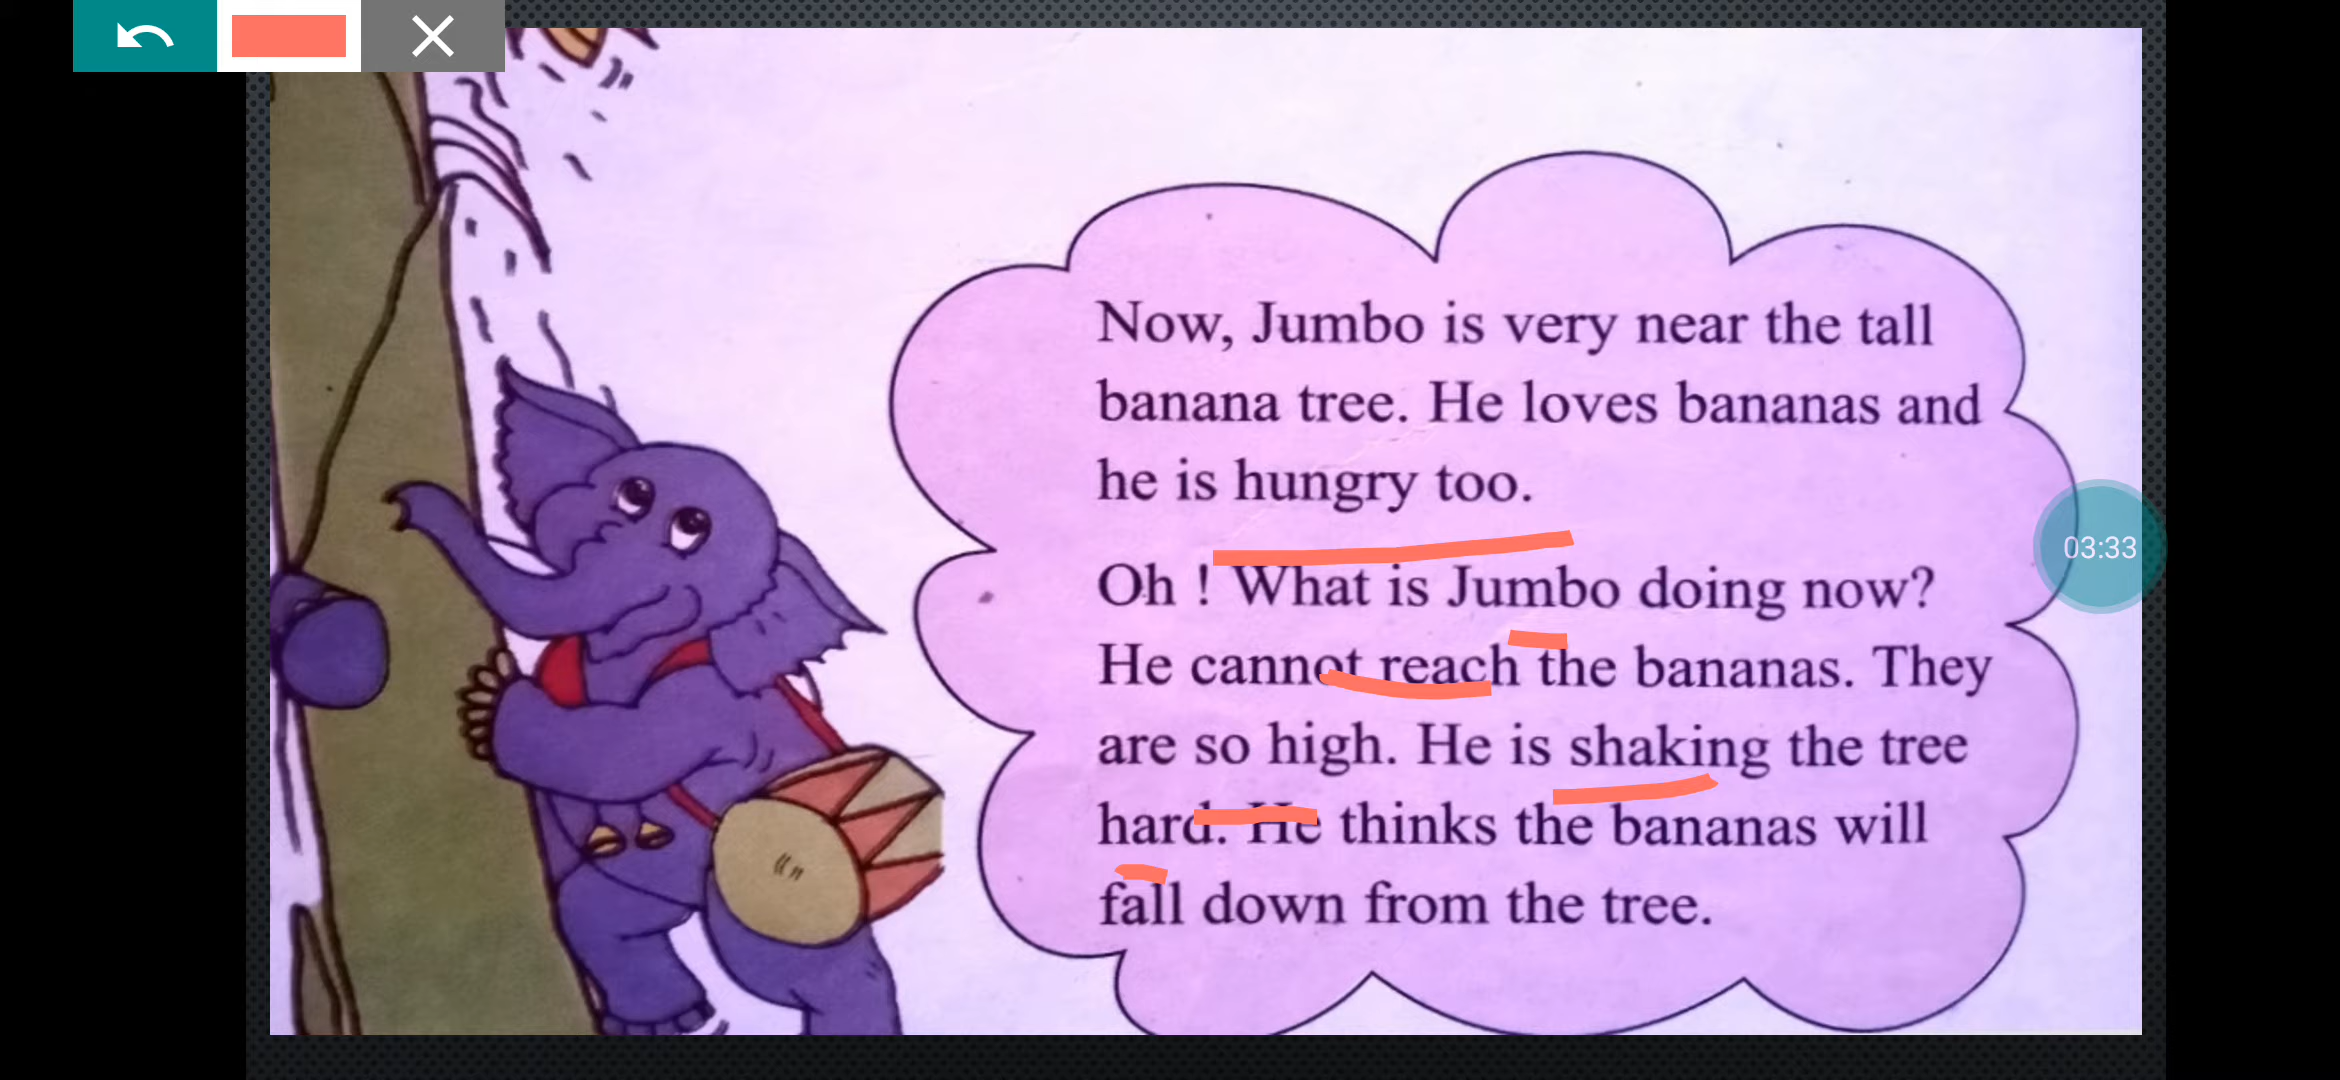 Now, Jumbo is very near the tall
banana tree. He loves bananas and
he is hungry too.
Oh ! What is Jumbo doing now?
He cannot reach the bananas. They
are so high. He is shaking the tree
hard. He thinks the bananas will
fall down from the tree.
03:33